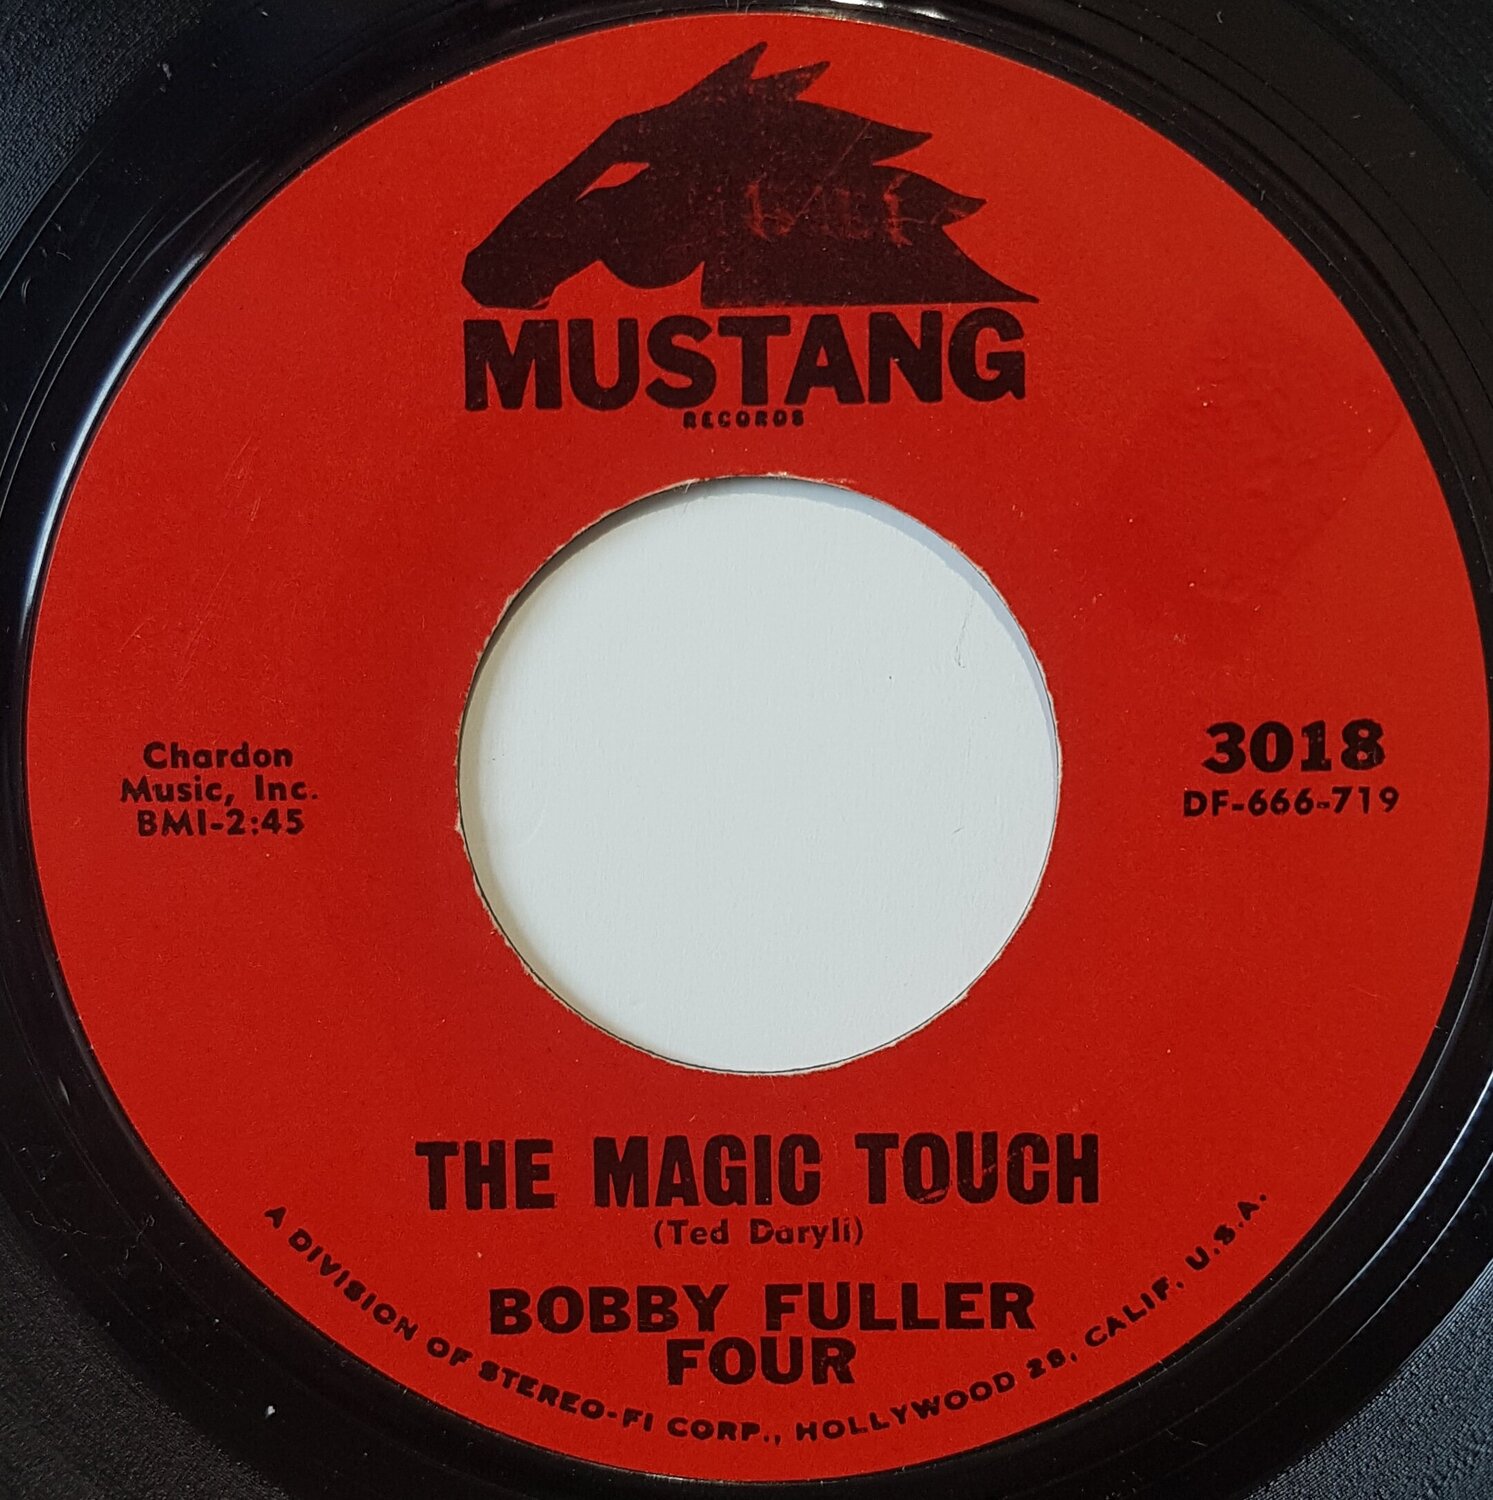 MUSTANG
RECORDS
Chardon
Music, Inc.
BMI-2:45
3018
DF-666-719
THE MAGIC TOUCH
(Ted Daryll)
BOBBY FULLER
FOUR
A DIVISION OF STEREO-FI CORP., HOLLYWOOD 28, CALIF. U.S.A.